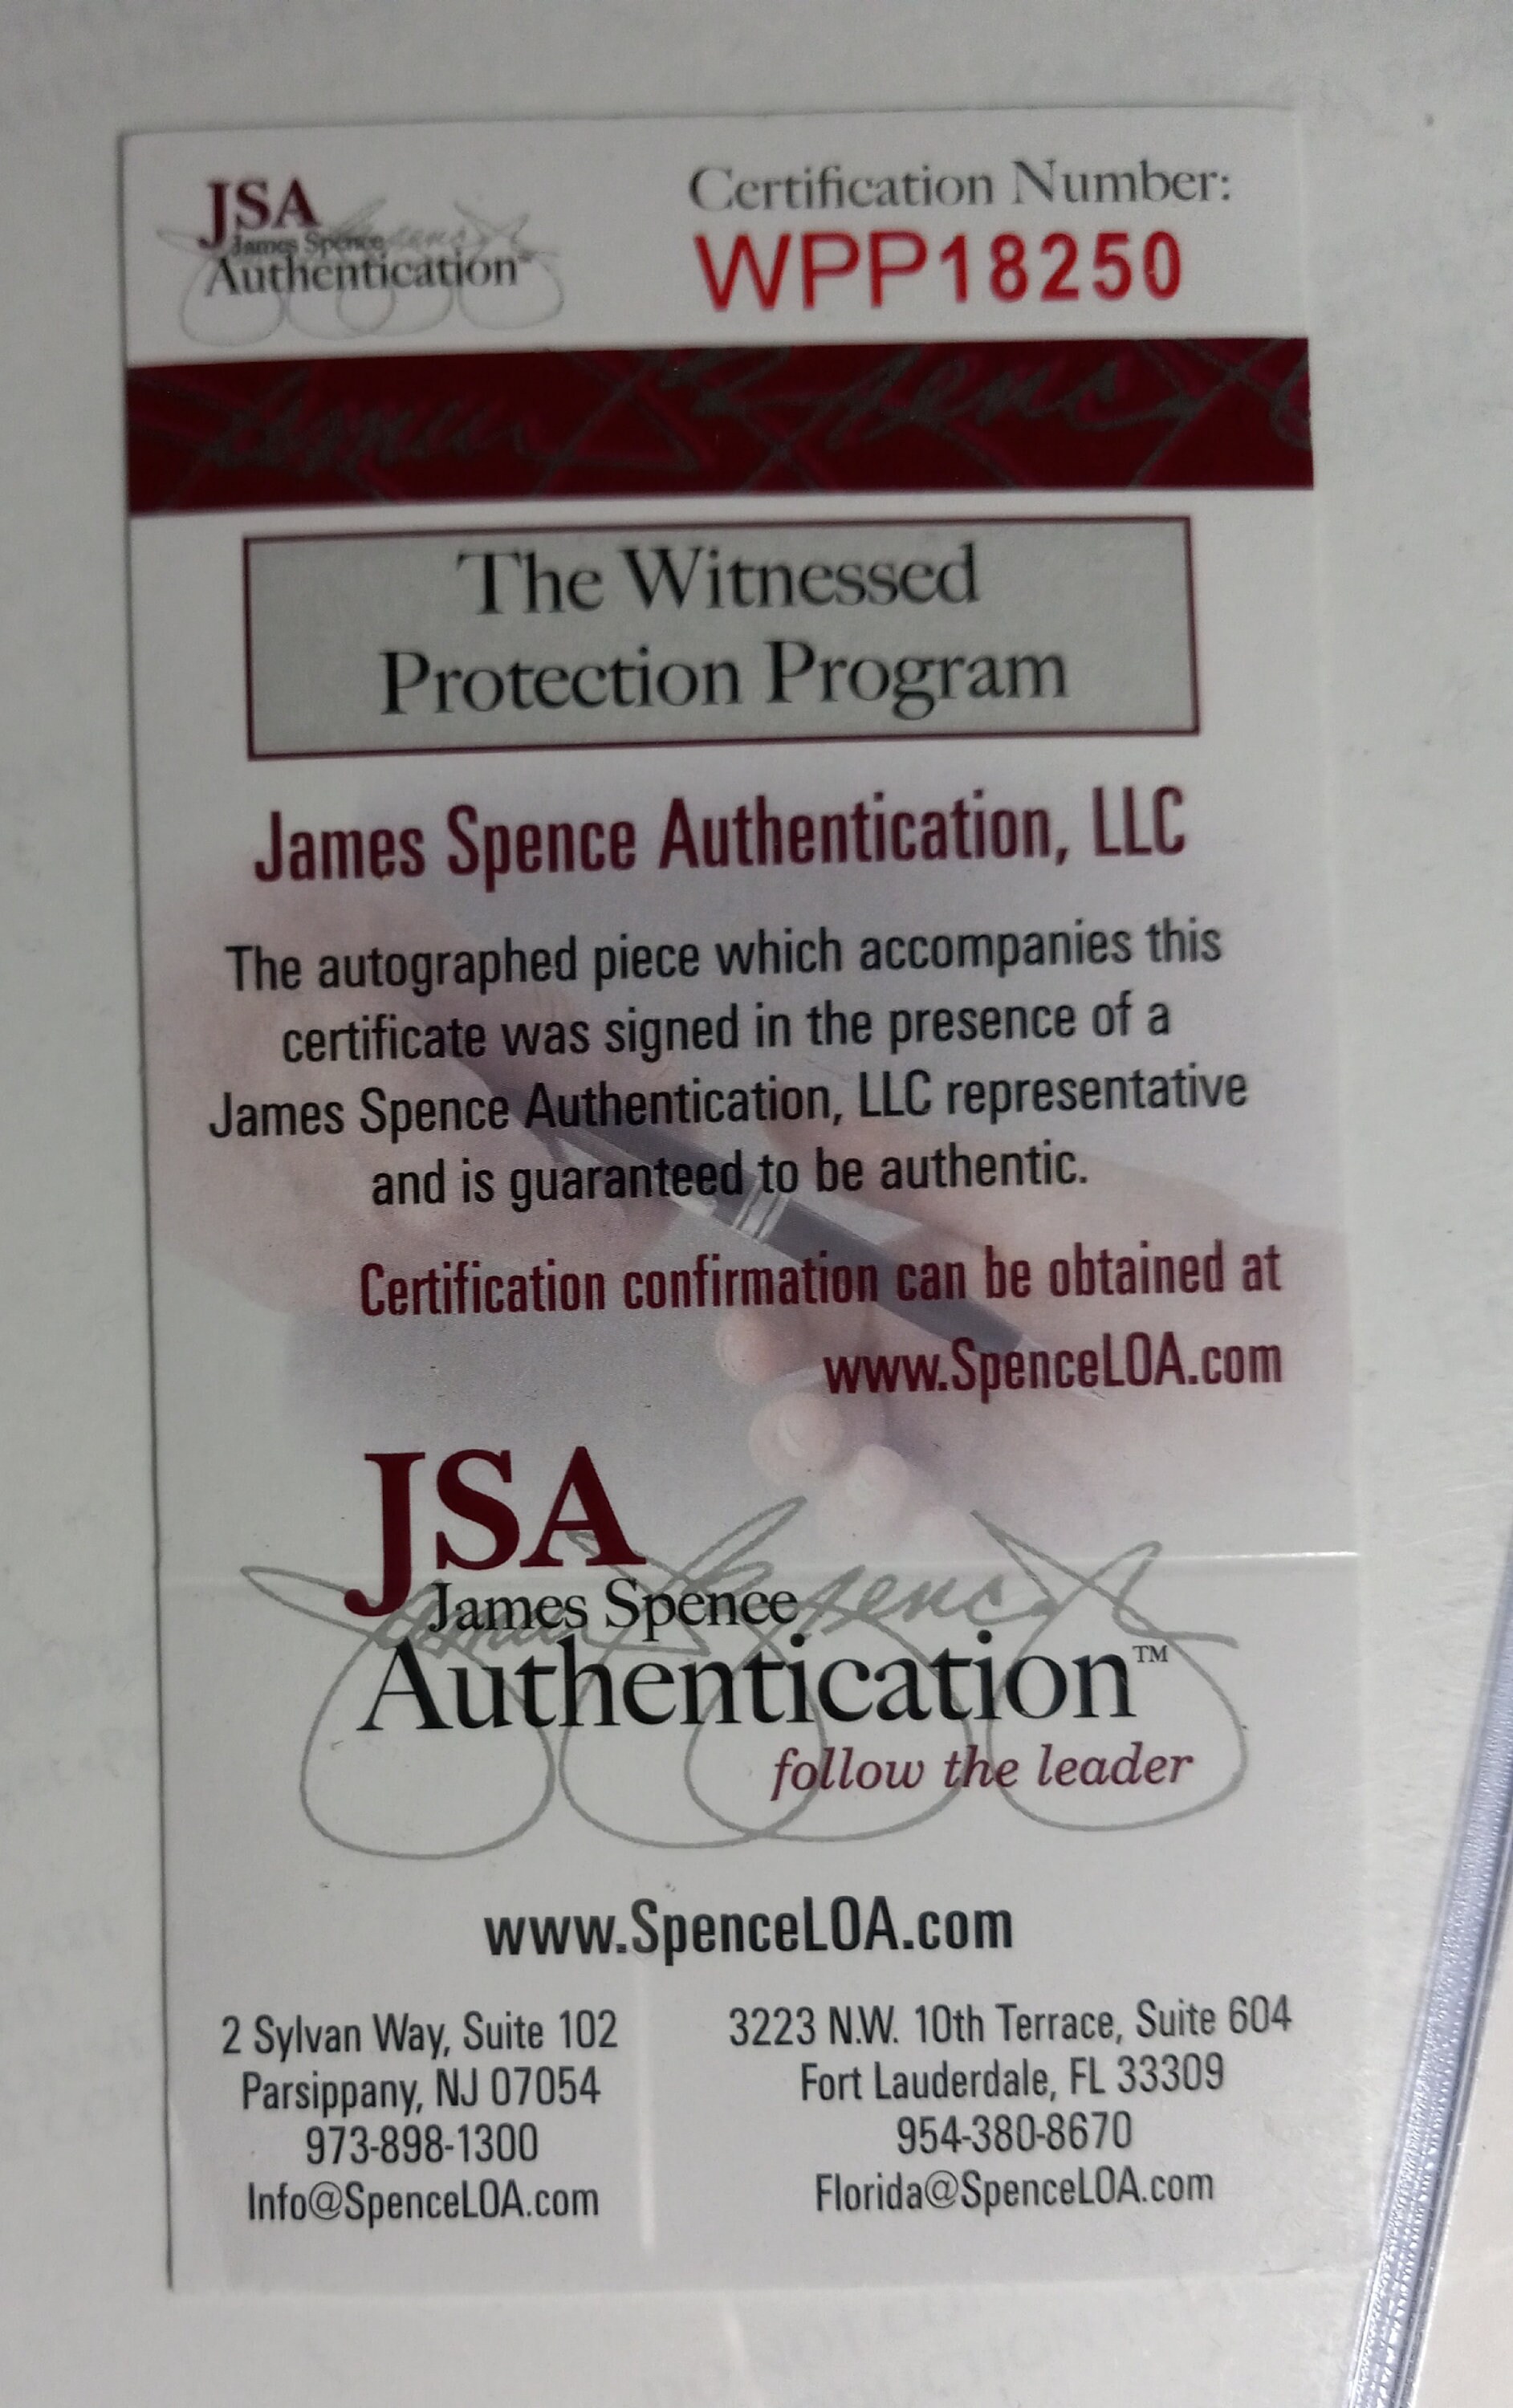 JSA
James Spence
Authentication™
Certification Number:
WPP18250
The Witnessed
Protection Program
James Spence Authentication, LLC
The autographed piece which accompanies this
certificate was signed in the presence of a
James Spence Authentication, LLC representative
and is guaranteed to be authentic.
Certification confirmation can be obtained at
www.SpenceLOA.com
JSA
James Spence
Authentication™
follow the leader
www.SpenceLOA.com
2 Sylvan Way, Suite 102
Parsippany, NJ 07054
973-898-1300
Info@SpenceLOA.com
3223 N.W. 10th Terrace, Suite 604
Fort Lauderdale, FL 33309
954-380-8670
Florida@SpenceLOA.com